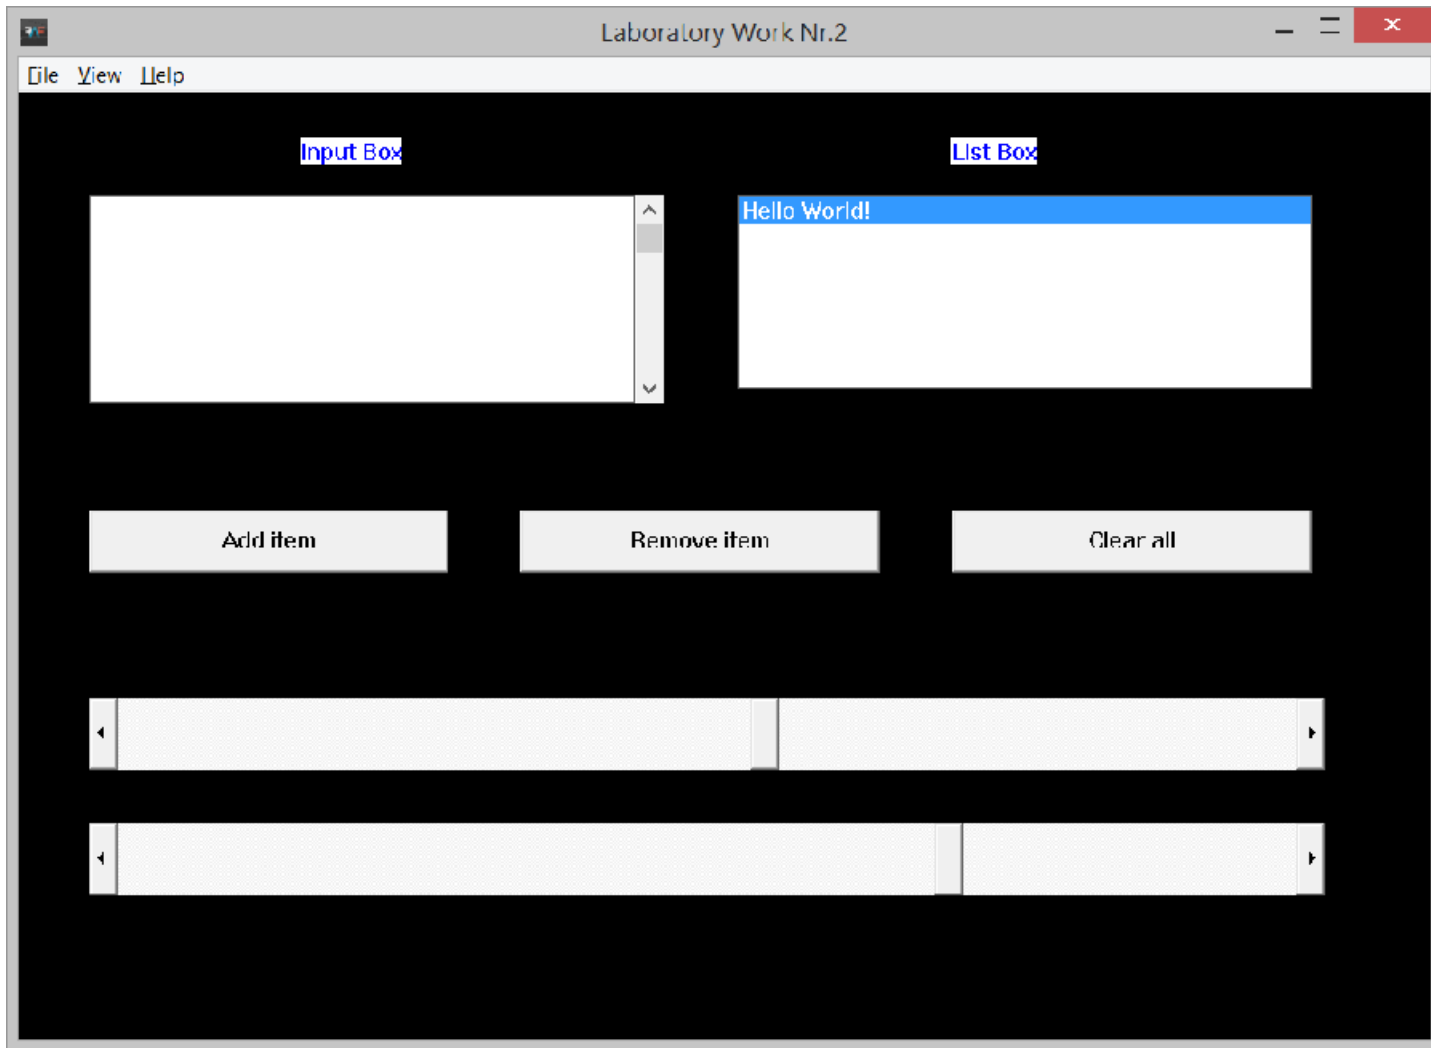 Laboratory Work Nr.2
File View Help
Input Box
List Box
Hello World!
Add item
Remove item
Clear all